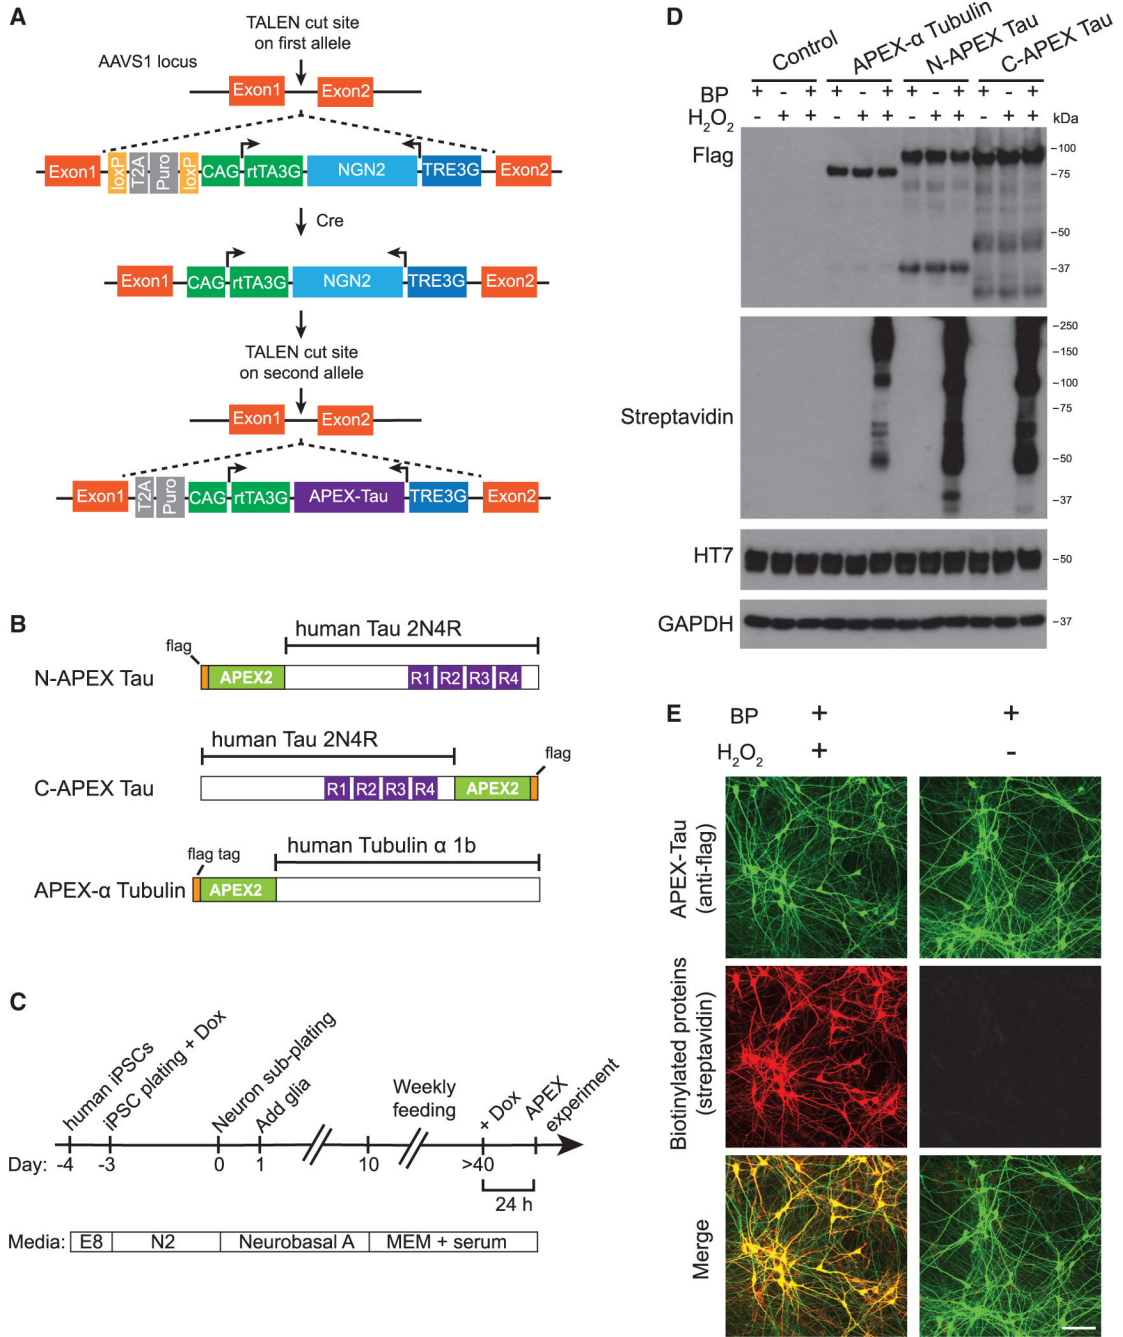 A
TALEN cut site
on first allele
AAVS1 locus
Exon1
Exon2
Exon1
loxP
T2A
Puro
loxP
CAG
rtTA3G
NGN2
TRE3G
Exon2
Cre
Exon1
CAG
rtTA3G
NGN2
TRE3G
Exon2
TALEN cut site
on second allele
Exon1
Exon2
Exon1
T2A
Puro
CAG
rtTA3G
APEX-Tau
TRE3G
Exon2
B
human Tau 2N4R
flag
N-APEX Tau
APEX2
R1 R2 R3 R4
human Tau 2N4R
flag
C-APEX Tau
R1 R2 R3 R4
APEX2
human Tubulin α 1b
flag tag
APEX-α Tubulin
APEX2
C
human iPSCs
iPSC plating + Dox
Neuron sub-plating
Add glia
Weekly
feeding
+ Dox
APEX
experiment
Day: -4 -3 0 1 10 >40
24 h
Media: E8 N2 Neurobasal A MEM + serum
D
Control
APEX-α Tubulin
N-APEX Tau
C-APEX Tau
BP + - + + - + + - + + - +
H2O2 - + + - + + - + + - + +
kDa
Flag
-100
-75
-50
-37
Streptavidin
-250
-150
-100
-75
-50
-37
HT7
-50
GAPDH
-37
E
BP + +
H2O2 + -
APEX-Tau
(anti-flag)
Biotinylated proteins
(streptavidin)
Merge